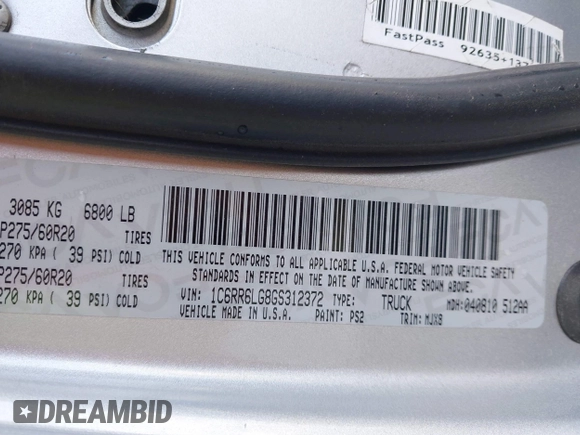 FastPass 92635+137
3085 KG 6800 LB
P275/60R20 TIRES
270 KPA ( 39 PSI) COLD
P275/60R20 TIRES
270 KPA ( 39 PSI) COLD
THIS VEHICLE CONFORMS TO ALL APPLICABLE U.S.A. FEDERAL MOTOR VEHICLE SAFETY
STANDARDS IN EFFECT ON THE DATE OF MANUFACTURE SHOWN ABOVE.
VIN: 1C6RR6LG8GS312372 TYPE: TRUCK MDH: 040810 512AA
VEHICLE MADE IN U.S.A. PAINT: PS2 TRIM: MJX8
DREAMBID